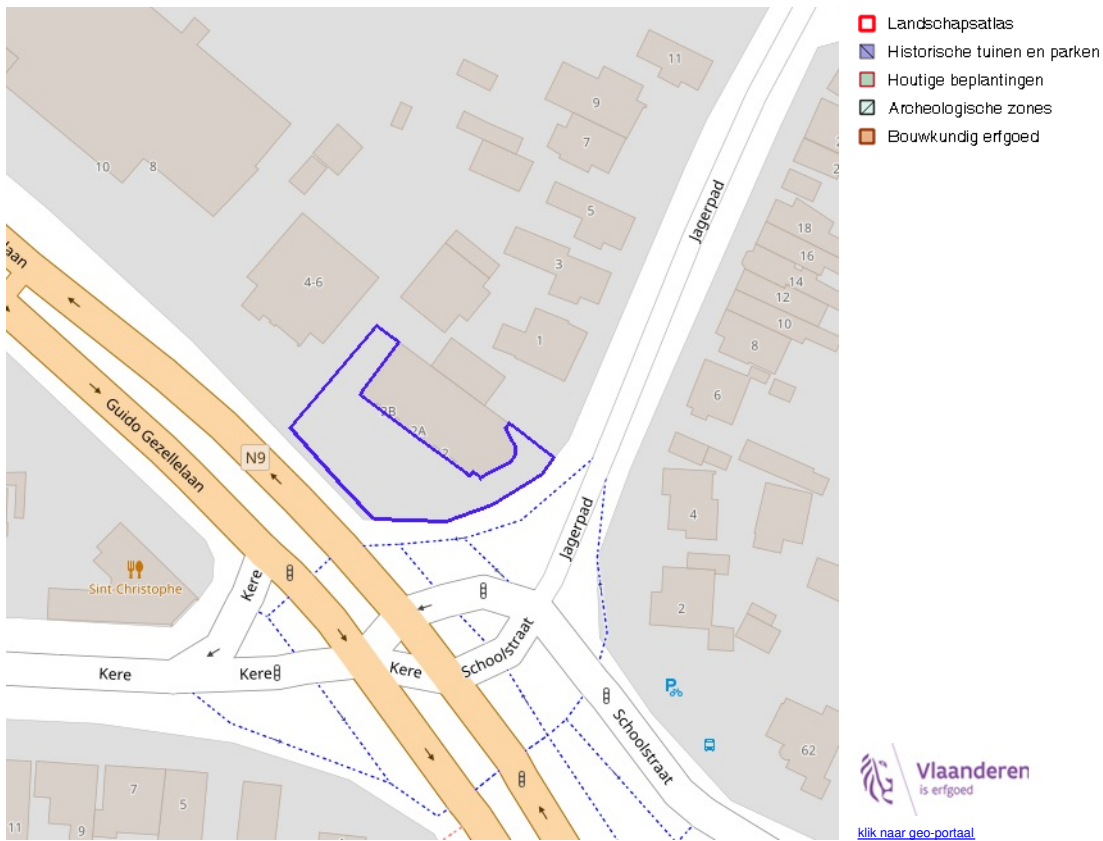 Landschapsatlas
Historische tuinen en parken
Houtige beplantingen
Archeologische zones
Bouwkundig erfgoed
11
9
7
10 8
5
Jagerpad
18
16
14
12
10
8
3
4-6
1
6
laan
2B
2A
2
Guido Gezellelaan
N9
4
Jagerpad
Sint-Christophe
Kere
2
Schoolstraat
Kere
Kere
Kere
P
Schoolstraat
62
7
5
11
9
Vlaanderen
is erfgoed
klik naar geo-portaal